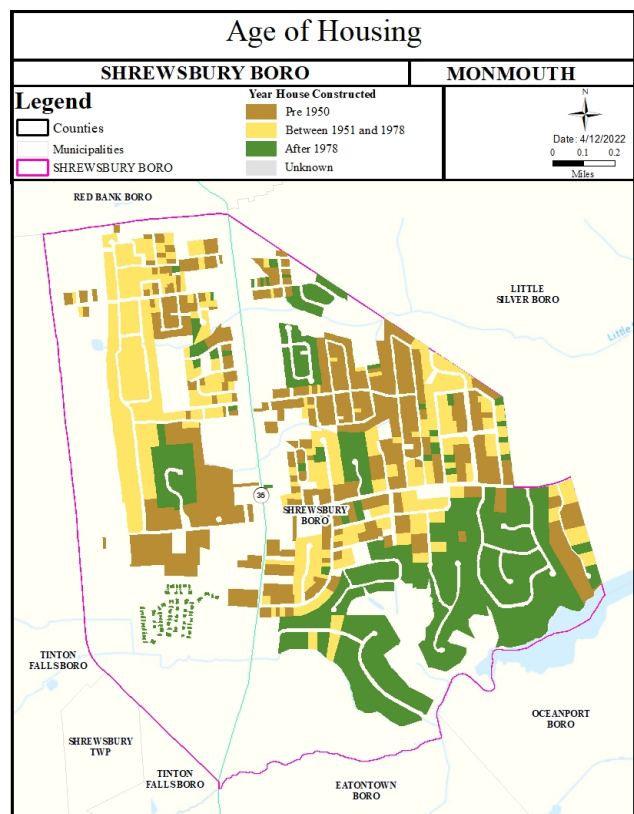 Age of Housing
SHREWSBURY BORO
MONMOUTH
Legend
Counties
Municipalities
SHREWSBURY BORO
Year House Constructed
Pre 1950
Between 1951 and 1978
After 1978
Unknown
N
Date: 4/12/2022
0 0.1 0.2
Miles
RED BANK BORO
LITTLE
SILVER BORO
Little
35
SHREWSBURY
BORO
TINTON
FALLS BORO
SHREWSBURY
TWP
TINTON
FALLS BORO
OCEANPORT
BORO
EATONTOWN
BORO